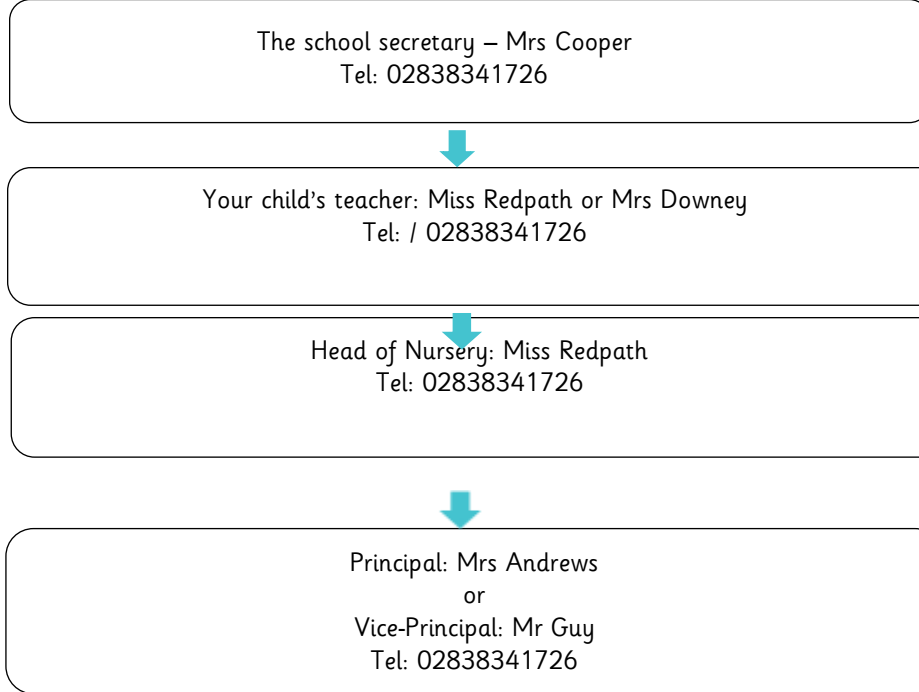 The school secretary – Mrs Cooper
Tel: 02838341726
Your child's teacher: Miss Redpath or Mrs Downey
Tel: / 02838341726
Head of Nursery: Miss Redpath
Tel: 02838341726
Principal: Mrs Andrews
or
Vice-Principal: Mr Guy
Tel: 02838341726